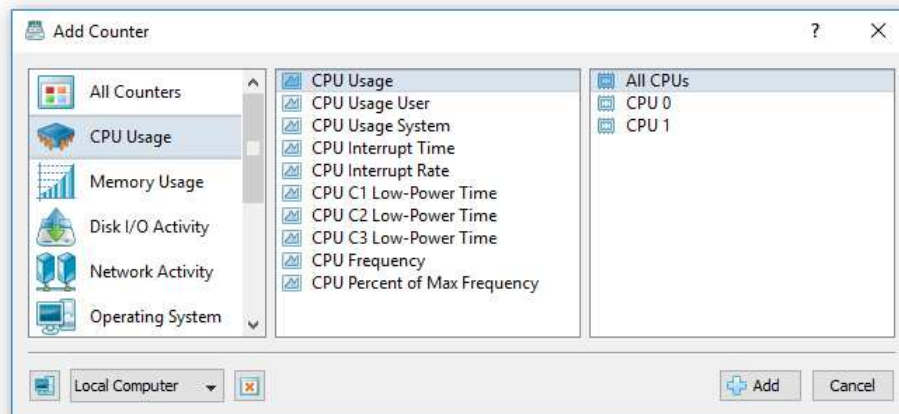 Add Counter
?
All Counters
CPU Usage
Memory Usage
Disk I/O Activity
Network Activity
Operating System
CPU Usage
CPU Usage User
CPU Usage System
CPU Interrupt Time
CPU Interrupt Rate
CPU C1 Low-Power Time
CPU C2 Low-Power Time
CPU C3 Low-Power Time
CPU Frequency
CPU Percent of Max Frequency
All CPUs
CPU 0
CPU 1
Local Computer
Add
Cancel